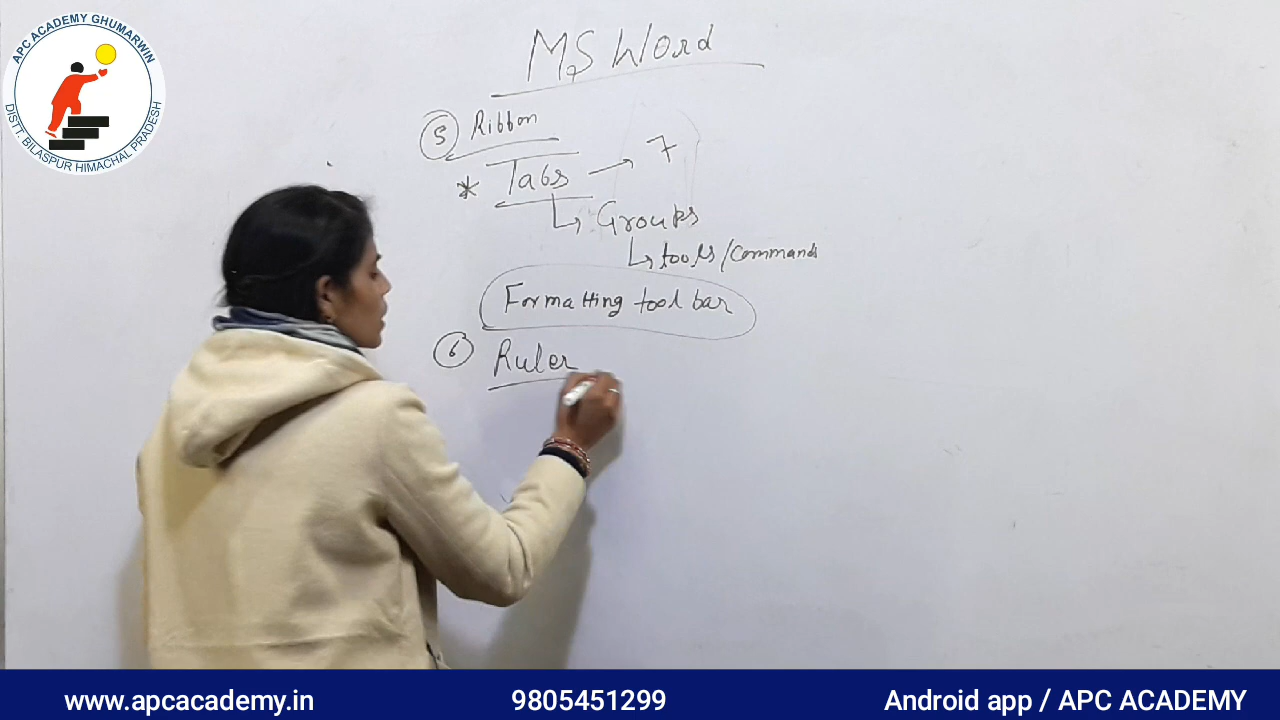 APC ACADEMY GHUMARWIN
DISTT. BILASPUR HIMACHAL PRADESH
MS Word
5 Ribbon
* Tabs → 7
↳ Groups
↳ tools/Commands
Formatting tool bar
6 Ruler
www.apcacademy.in 9805451299 Android app / APC ACADEMY